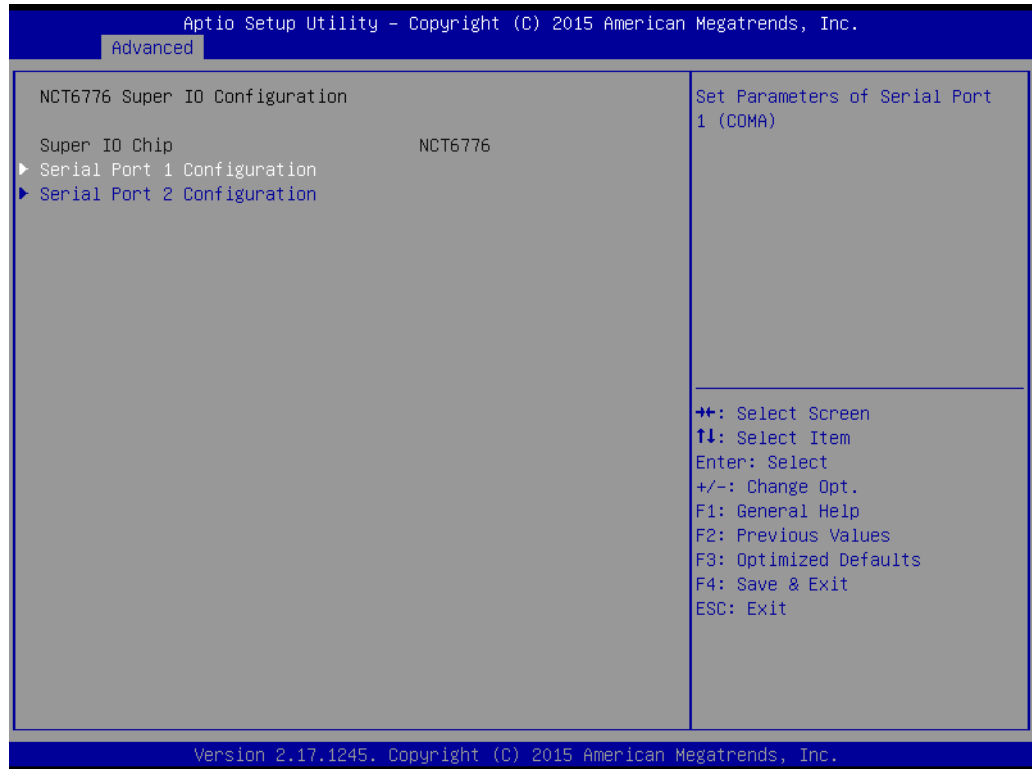 Aptio Setup Utility – Copyright (C) 2015 American Megatrends, Inc.
Advanced
NCT6776 Super IO Configuration
Super IO Chip NCT6776
▶ Serial Port 1 Configuration
▶ Serial Port 2 Configuration
Set Parameters of Serial Port
1 (COMA)
→←: Select Screen
↑↓: Select Item
Enter: Select
+/-: Change Opt.
F1: General Help
F2: Previous Values
F3: Optimized Defaults
F4: Save & Exit
ESC: Exit
Version 2.17.1245. Copyright (C) 2015 American Megatrends, Inc.